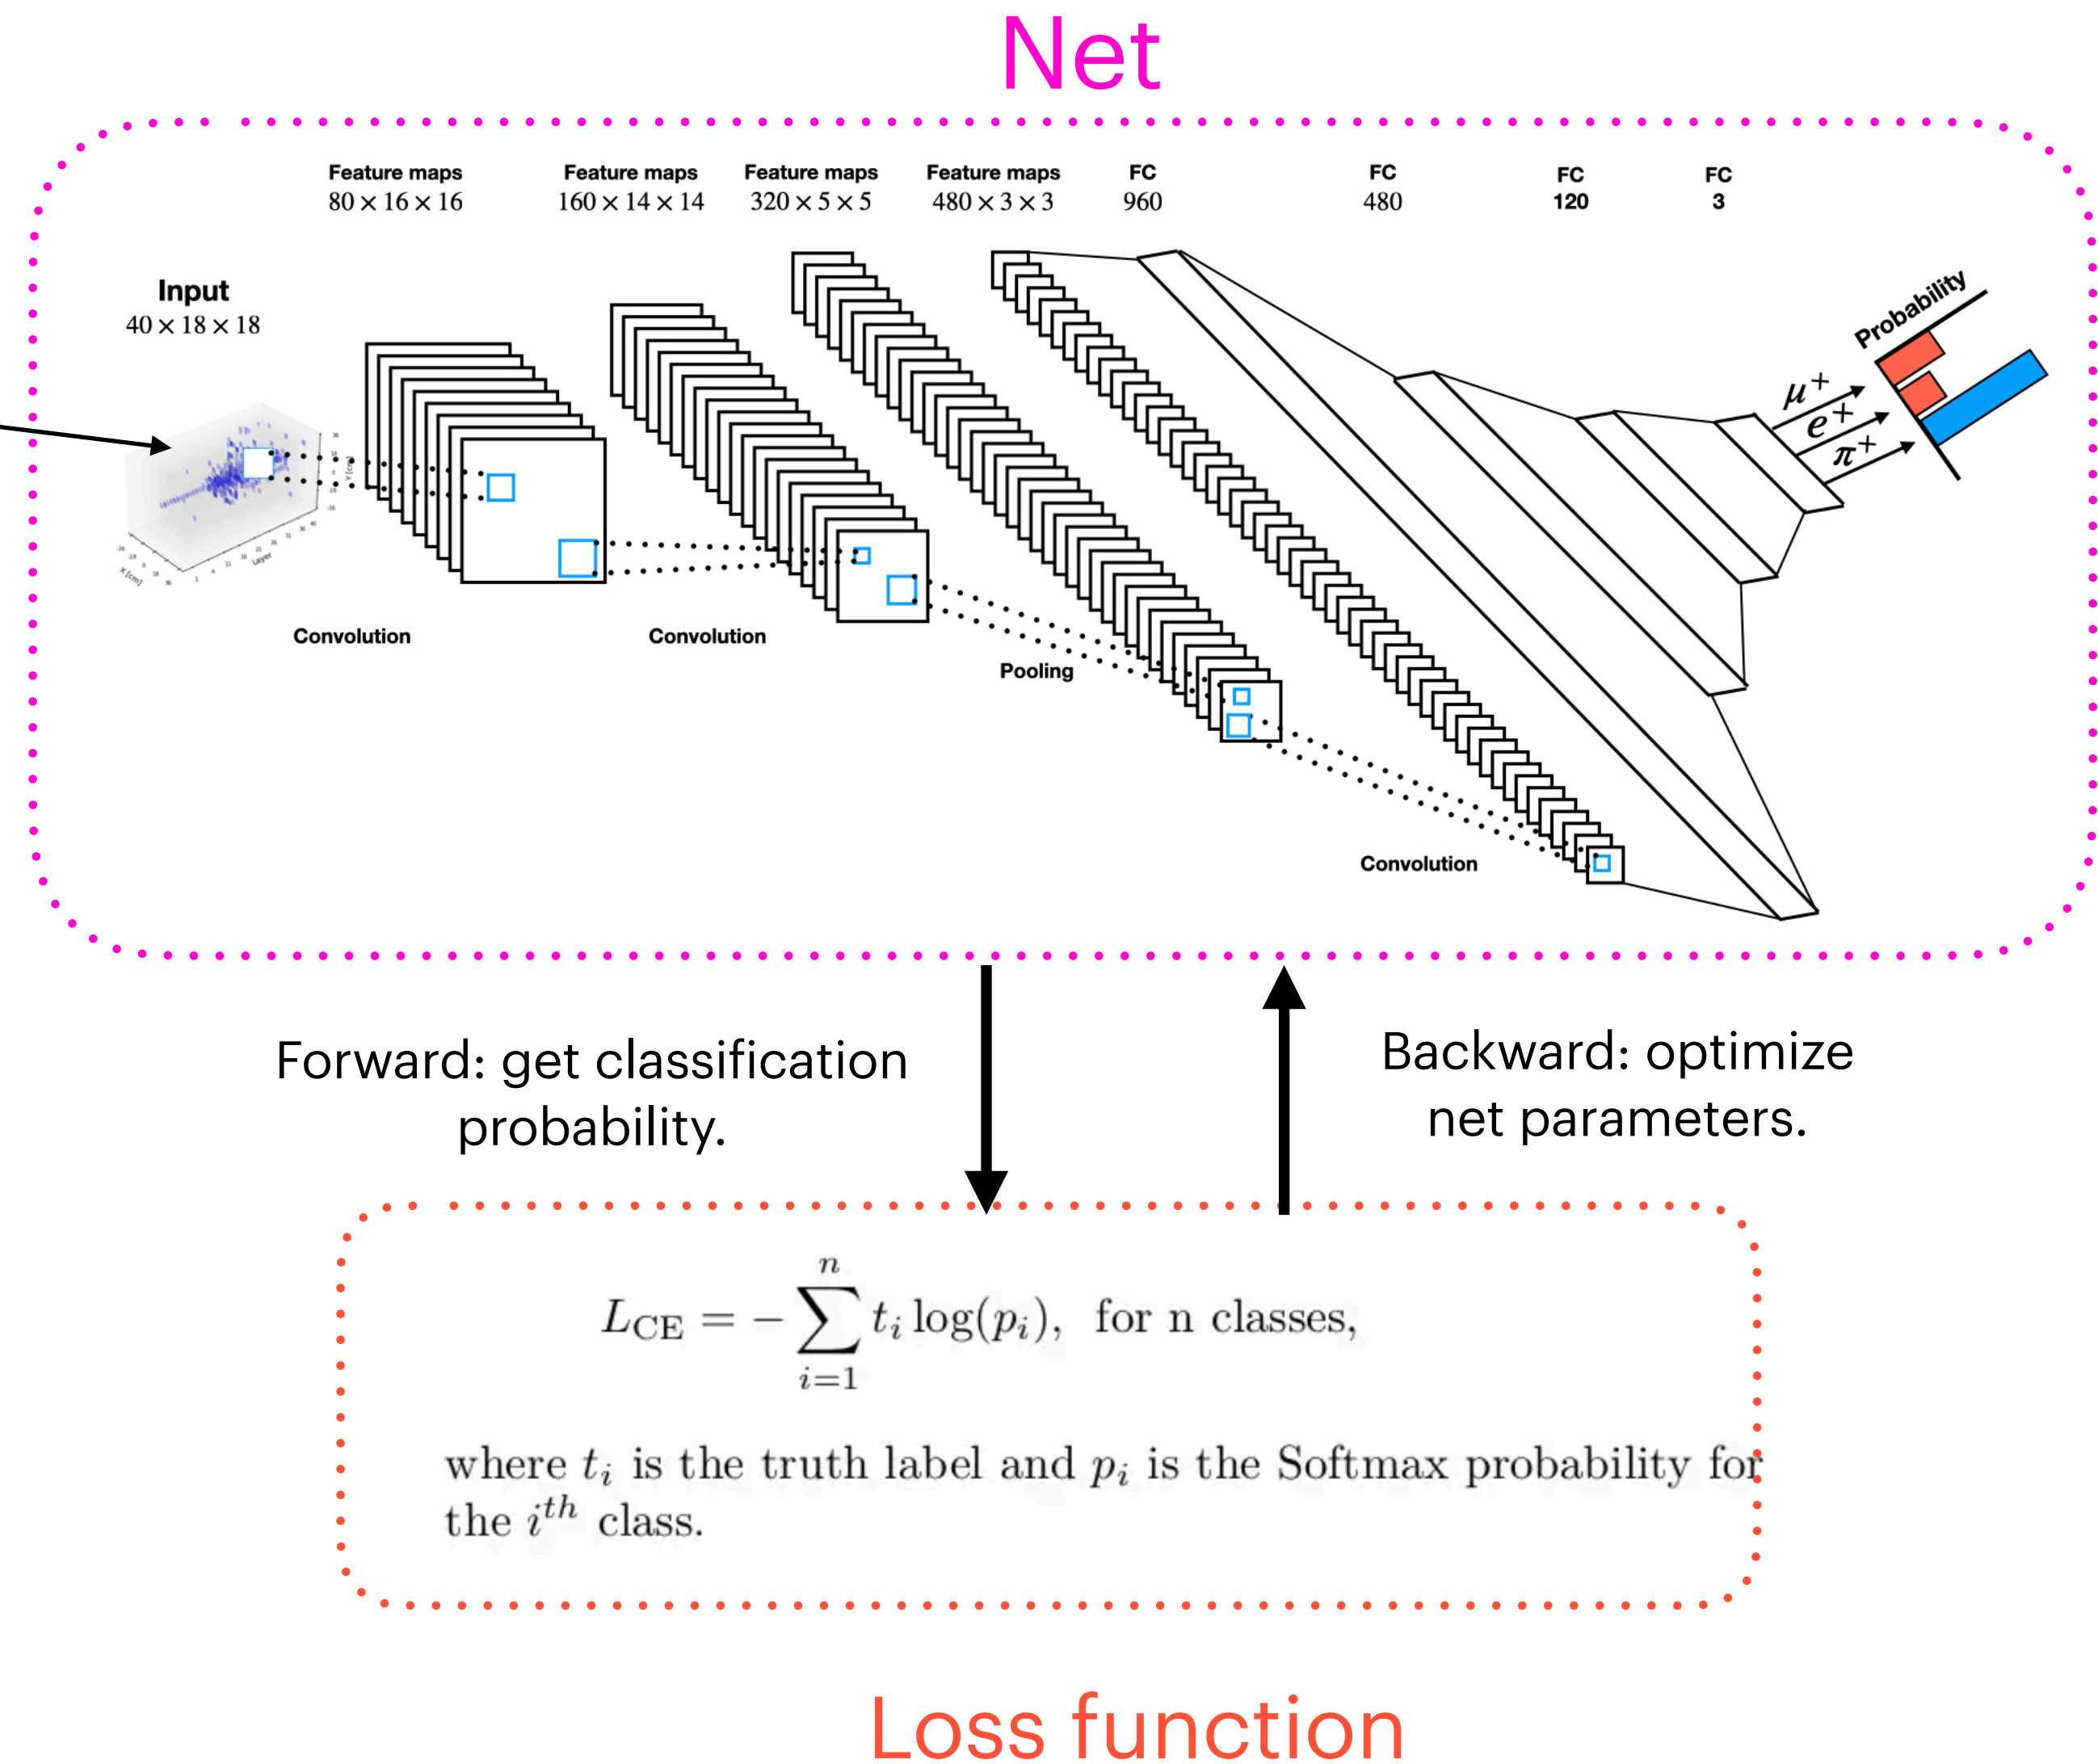 Net
Feature maps
80 × 16 × 16
Feature maps
160 × 14 × 14
Feature maps
320 × 5 × 5
Feature maps
480 × 3 × 3
FC
960
FC
480
FC
120
FC
3
Input
40 × 18 × 18
Probability
μ+
e+
π+
X [cm]
Layer
Convolution
Convolution
Pooling
Convolution
Forward: get classification
probability.
Backward: optimize
net parameters.
L_CE = − ∑_{i=1}^{n} t_i log(p_i), for n classes,
where t_i is the truth label and p_i is the Softmax probability for
the i^{th} class.
Loss function